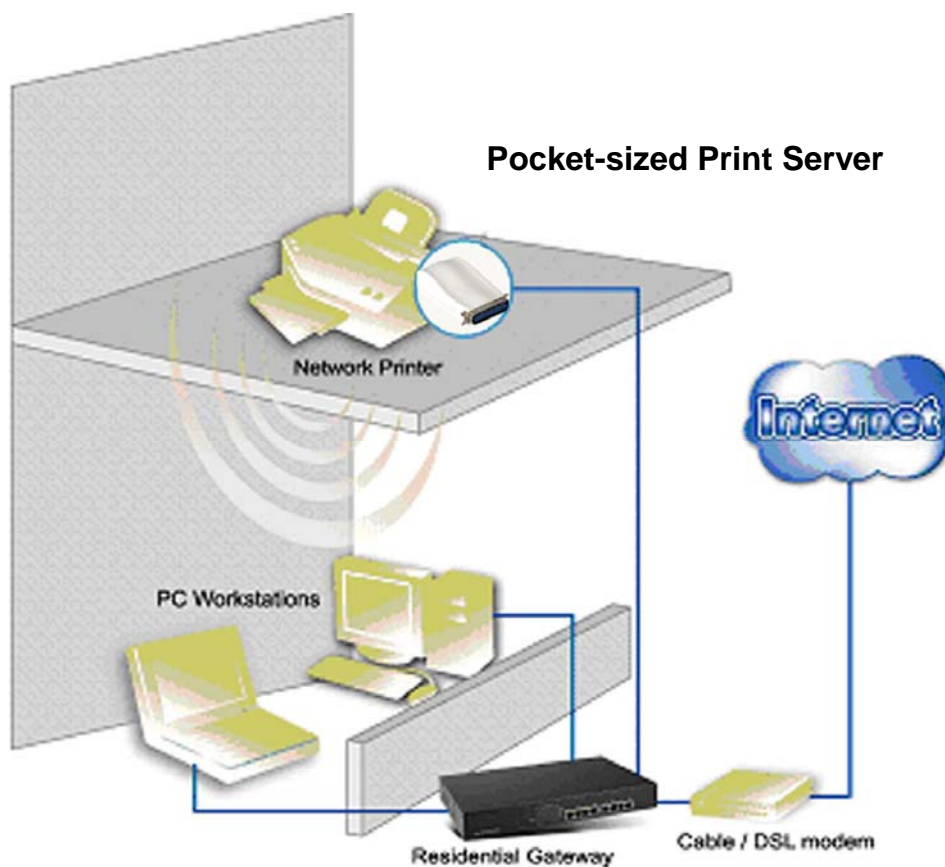 Pocket-sized Print Server
Network Printer
Internet
PC Workstations
Cable / DSL modem
Residential Gateway